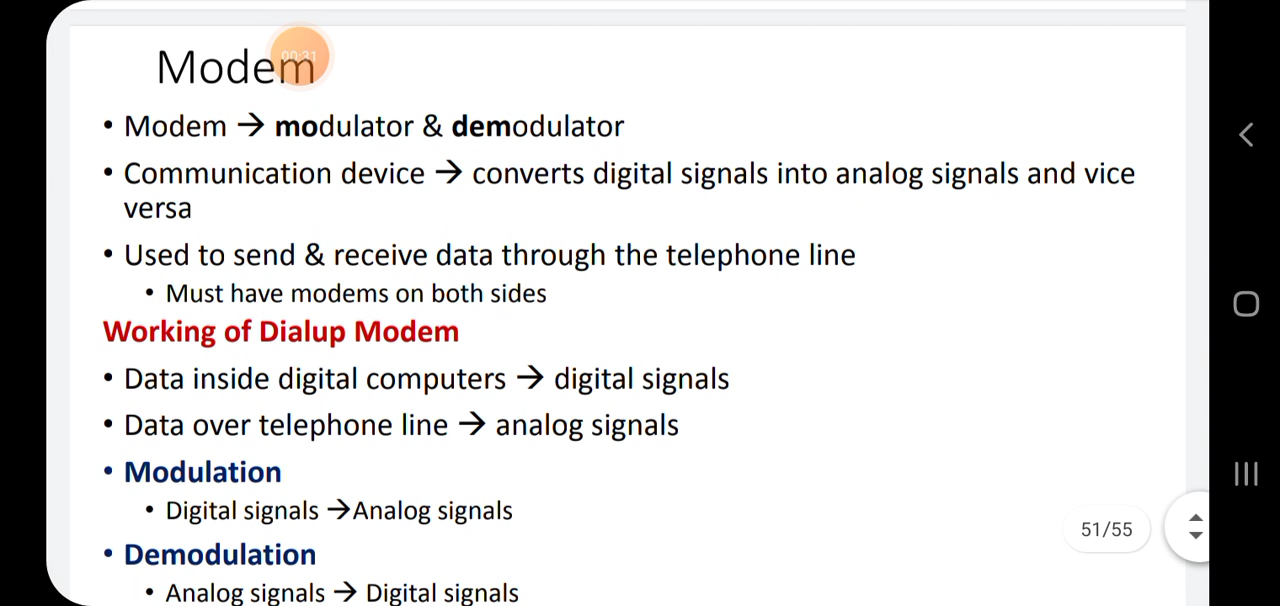 Modem
00:31
• Modem → modulator & demodulator
• Communication device → converts digital signals into analog signals and vice
versa
• Used to send & receive data through the telephone line
• Must have modems on both sides
Working of Dialup Modem
• Data inside digital computers → digital signals
• Data over telephone line → analog signals
• Modulation
• Digital signals →Analog signals
• Demodulation
• Analog signals → Digital signals
51/55